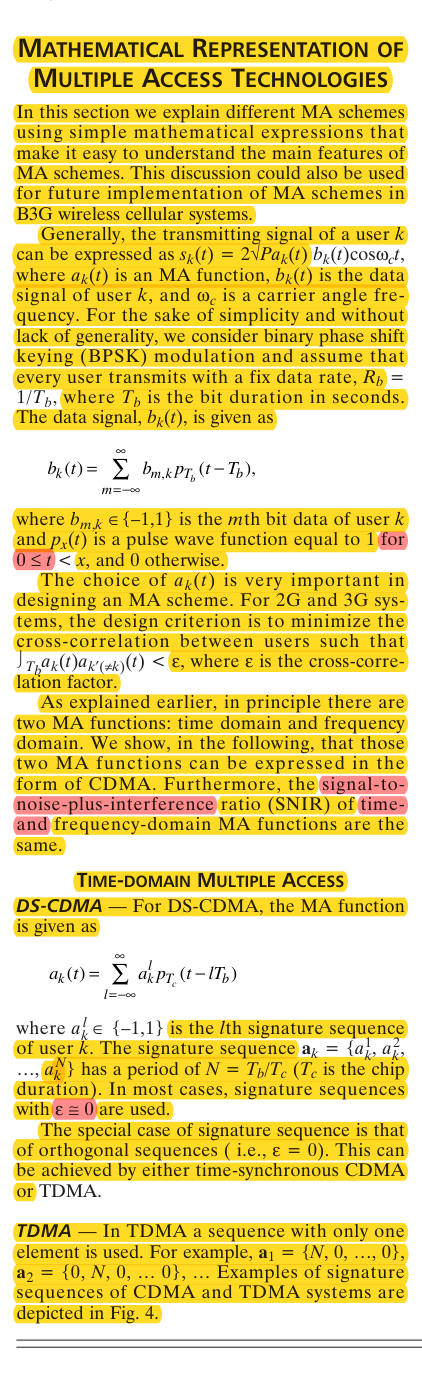 MATHEMATICAL REPRESENTATION OF
MULTIPLE ACCESS TECHNOLOGIES
In this section we explain different MA schemes
using simple mathematical expressions that
make it easy to understand the main features of
MA schemes. This discussion could also be used
for future implementation of MA schemes in
B3G wireless cellular systems.
Generally, the transmitting signal of a user k
can be expressed as s_k(t) = 2√Pa_k(t) b_k(t)cosω_ct,
where a_k(t) is an MA function, b_k(t) is the data
signal of user k, and ω_c is a carrier angle fre-
quency. For the sake of simplicity and without
lack of generality, we consider binary phase shift
keying (BPSK) modulation and assume that
every user transmits with a fix data rate, R_b =
1/T_b, where T_b is the bit duration in seconds.
The data signal, b_k(t), is given as
b_k(t) = ∑_{m=−∞}^{∞} b_{m,k} p_{T_b}(t − T_b),
where b_{m,k} ∈{–1,1} is the mth bit data of user k
and p_x(t) is a pulse wave function equal to 1 for
0 ≤ t < x, and 0 otherwise.
The choice of a_k(t) is very important in
designing an MA scheme. For 2G and 3G sys-
tems, the design criterion is to minimize the
cross-correlation between users such that
∫_{T_b}a_k(t)a_{k′(≠k)}(t) < ε, where ε is the cross-corre-
lation factor.
As explained earlier, in principle there are
two MA functions: time domain and frequency
domain. We show, in the following, that those
two MA functions can be expressed in the
form of CDMA. Furthermore, the signal-to-
noise-plus-interference ratio (SNIR) of time-
and frequency-domain MA functions are the
same.
TIME-DOMAIN MULTIPLE ACCESS
DS-CDMA — For DS-CDMA, the MA function
is given as
a_k(t) = ∑_{l=−∞}^{∞} a_k^l p_{T_c}(t − lT_b)
where a_k^l ∈ {–1,1} is the lth signature sequence
of user k. The signature sequence a_k = {a_k^1, a_k^2,
…, a_k^N} has a period of N = T_b/T_c (T_c is the chip
duration). In most cases, signature sequences
with ε ≅ 0 are used.
The special case of signature sequence is that
of orthogonal sequences ( i.e., ε = 0). This can
be achieved by either time-synchronous CDMA
or TDMA.
TDMA — In TDMA a sequence with only one
element is used. For example, a_1 = {N, 0, …, 0},
a_2 = {0, N, 0, … 0}, … Examples of signature
sequences of CDMA and TDMA systems are
depicted in Fig. 4.